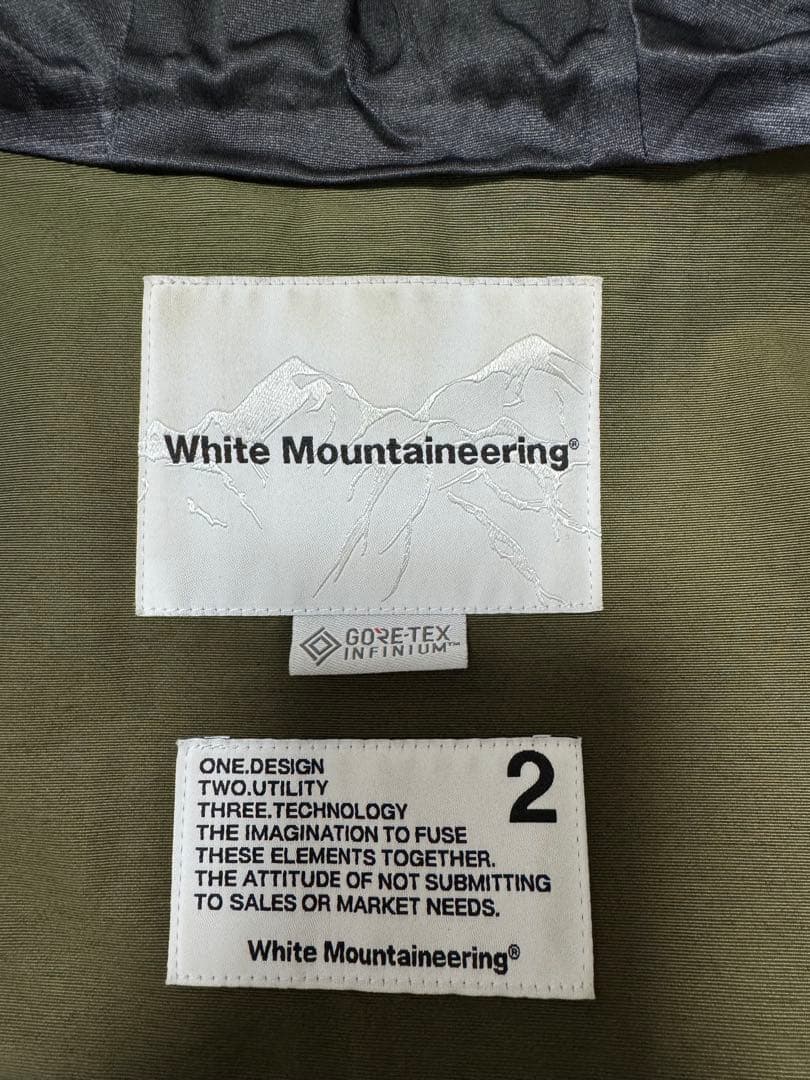 White Mountaineering®
GORE-TEX
INFINIUM™
2
ONE.DESIGN
TWO.UTILITY
THREE.TECHNOLOGY
THE IMAGINATION TO FUSE
THESE ELEMENTS TOGETHER.
THE ATTITUDE OF NOT SUBMITTING
TO SALES OR MARKET NEEDS.
White Mountaineering®